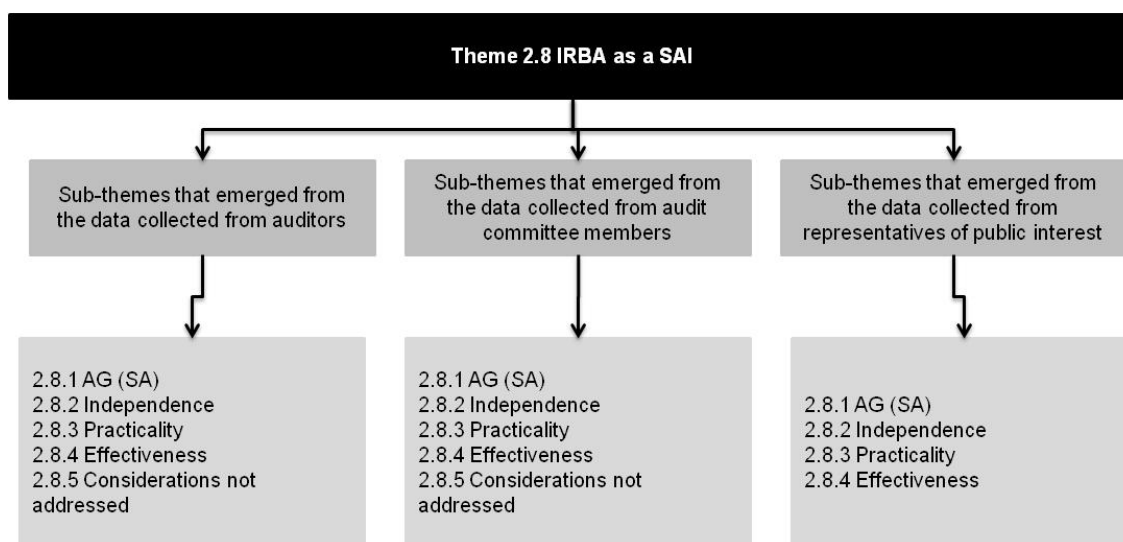 Theme 2.8 IRBA as a SAI
Sub-themes that emerged from
the data collected from auditors
Sub-themes that emerged from
the data collected from audit
committee members
Sub-themes that emerged from
the data collected from
representatives of public interest
2.8.1 AG (SA)
2.8.2 Independence
2.8.3 Practicality
2.8.4 Effectiveness
2.8.5 Considerations not
addressed
2.8.1 AG (SA)
2.8.2 Independence
2.8.3 Practicality
2.8.4 Effectiveness
2.8.5 Considerations not
addressed
2.8.1 AG (SA)
2.8.2 Independence
2.8.3 Practicality
2.8.4 Effectiveness